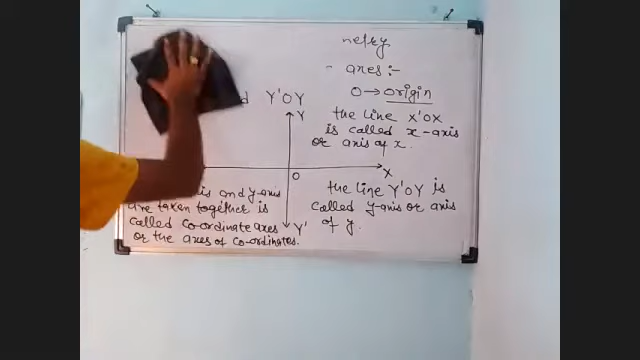 netry
- axes :-
d Y'OY
O → origin
Y
the line X'OX
is called x-axis
or axis of x.
X
O
is and y-axis
are taken together is
called co-ordinate axes
or the axes of co-ordinates.
Y'
the line Y'OY is
called y-axis or axis
of y.